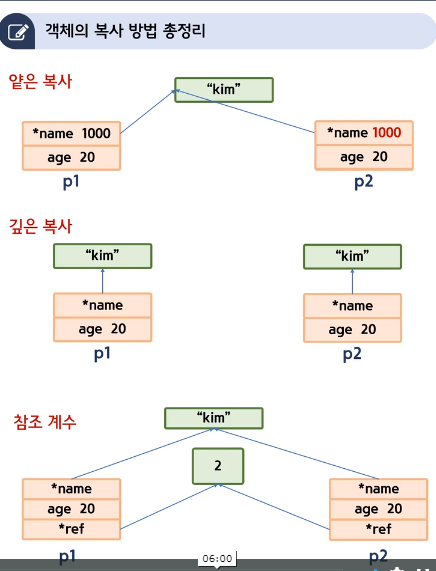 객체의 복사 방법 총정리
얕은 복사
“kim”
*name 1000
age 20
p1
*name 1000
age 20
p2
깊은 복사
“kim”
*name
age 20
p1
“kim”
*name
age 20
p2
참조 계수
“kim”
2
*name
age 20
*ref
p1
*name
age 20
*ref
p2
06:00